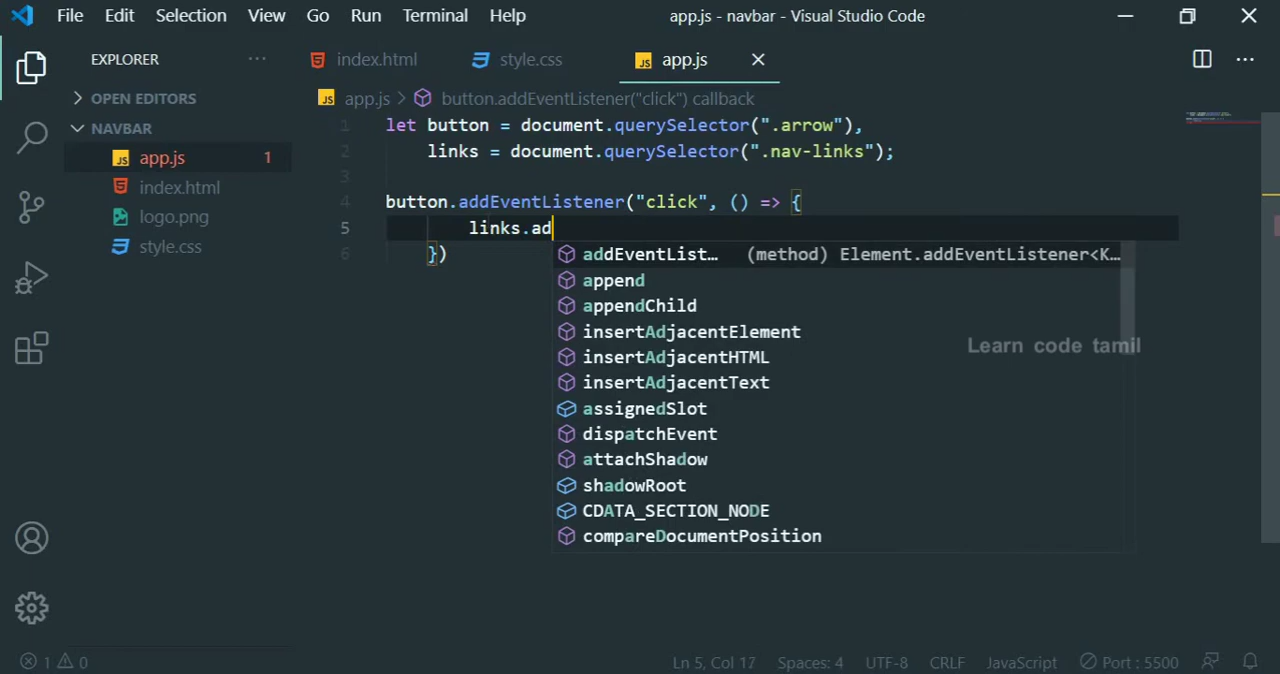 File Edit Selection View Go Run Terminal Help app.js - navbar - Visual Studio Code
EXPLORER ... index.html style.css app.js ...
OPEN EDITORS app.js > button.addEventListener("click") callback
NAVBAR
app.js 1
index.html
logo.png
style.css
1 let button = document.querySelector(".arrow"),
2 links = document.querySelector(".nav-links");
3
4 button.addEventListener("click", () => {
5 links.ad
6 })
addEventList… (method) Element.addEventListener<K…
append
appendChild
insertAdjacentElement
insertAdjacentHTML
insertAdjacentText
assignedSlot
dispatchEvent
attachShadow
shadowRoot
CDATA_SECTION_NODE
compareDocumentPosition
Learn code tamil
1 0 Ln 5, Col 17 Spaces: 4 UTF-8 CRLF JavaScript Port : 5500